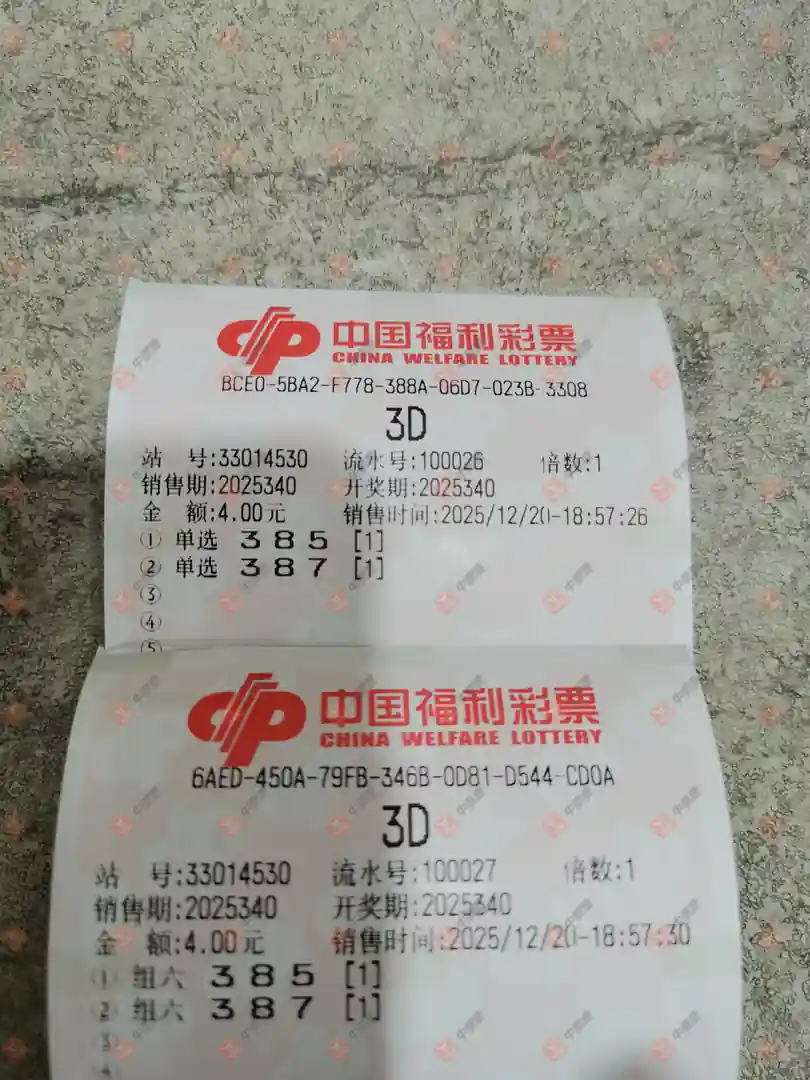 中国福利彩票
CHINA WELFARE LOTTERY
BCE0-5BA2-F778-388A-06D7-023B-3308
3D
站 号:33014530 流水号:100026 倍数:1
销售期:2025340 开奖期:2025340
金 额:4.00元 销售时间:2025/12/20-18:57:26
① 单选 3 8 5 [1]
② 单选 3 8 7 [1]
③
④
⑤
中国福利彩票
CHINA WELFARE LOTTERY
6AED-450A-79FB-346B-0D81-D544-CD0A
3D
站 号:33014530 流水号:100027 倍数:1
销售期:2025340 开奖期:2025340
金 额:4.00元 销售时间:2025/12/20-18:57:30
① 组六 3 8 5 [1]
② 组六 3 8 7 [1]
③